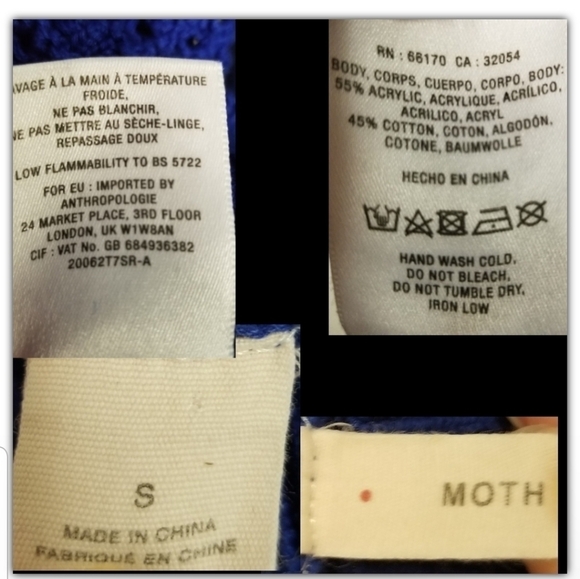 AVAGE À LA MAIN À TEMPÉRATURE
FROIDE,
NE PAS BLANCHIR,
NE PAS METTRE AU SÈCHE-LINGE,
REPASSAGE DOUX
LOW FLAMMABILITY TO BS 5722
FOR EU : IMPORTED BY
ANTHROPOLOGIE
24 MARKET PLACE, 3RD FLOOR
LONDON, UK W1W8AN
CIF : VAT No. GB 684936382
20062T7SR-A
RN : 66170 CA : 32054
BODY, CORPS, CUERPO, CORPO, BODY:
55% ACRYLIC, ACRYLIQUE, ACRÍLICO,
ACRILICO, ACRYL
45% COTTON, COTON, ALGODÓN,
COTONE, BAUMWOLLE
HECHO EN CHINA
HAND WASH COLD,
DO NOT BLEACH,
DO NOT TUMBLE DRY,
IRON LOW
S
MADE IN CHINA
FABRIQUÉ EN CHINE
MOTH